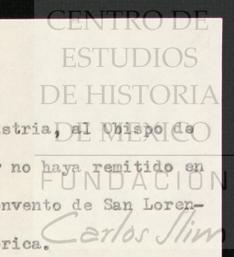 CENTRO DE
ESTUDIOS
DE HISTORIA
DE MEXICO
FUNDACIÓN
Carlos Slim
stria, al Obispo de
no haya remitido en
nvento de San Loren-
rica.